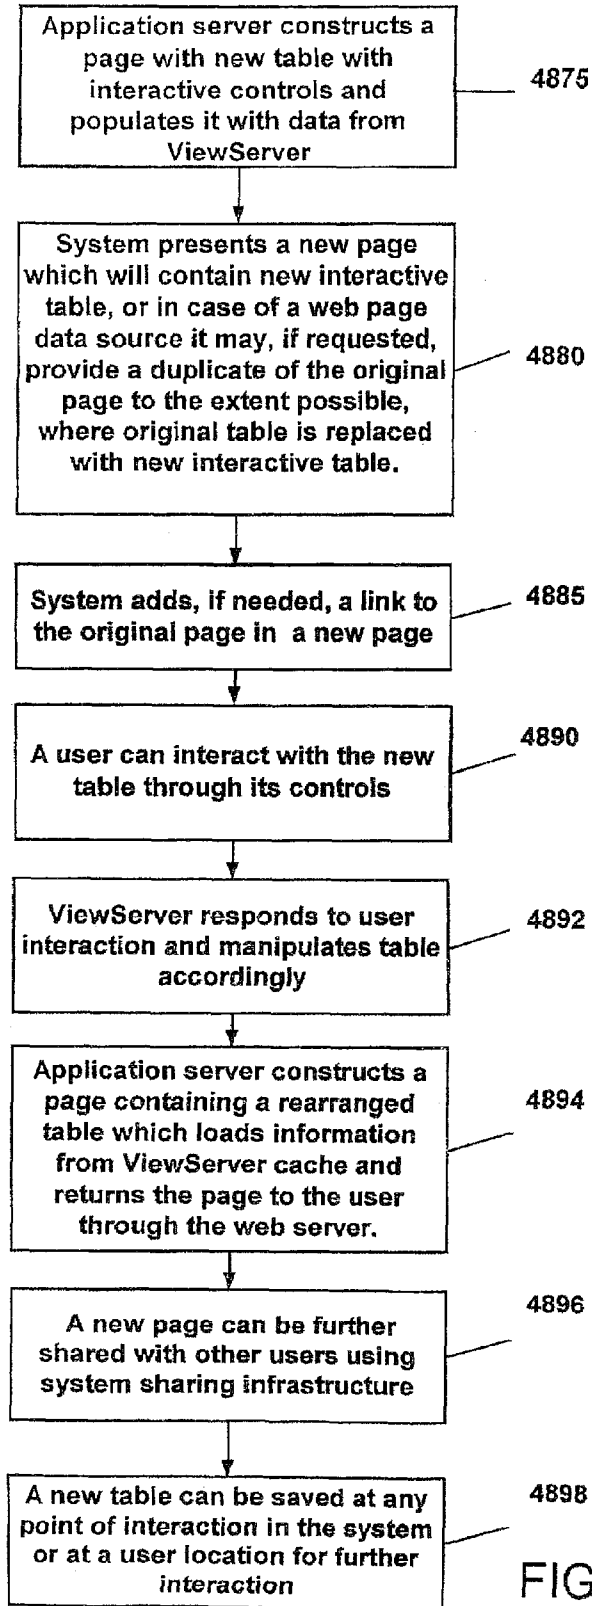 Application server constructs a
page with new table with
interactive controls and
populates it with data from
ViewServer
4875
System presents a new page
which will contain new interactive
table, or in case of a web page
data source it may, if requested,
provide a duplicate of the original
page to the extent possible,
where original table is replaced
with new interactive table.
4880
System adds, if needed, a link to
the original page in a new page
4885
A user can interact with the new
table through its controls
4890
ViewServer responds to user
interaction and manipulates table
accordingly
4892
Application server constructs a
page containing a rearranged
table which loads information
from ViewServer cache and
returns the page to the user
through the web server.
4894
A new page can be further
shared with other users using
system sharing infrastructure
4896
A new table can be saved at any
point of interaction in the system
or at a user location for further
interaction
4898
FIG